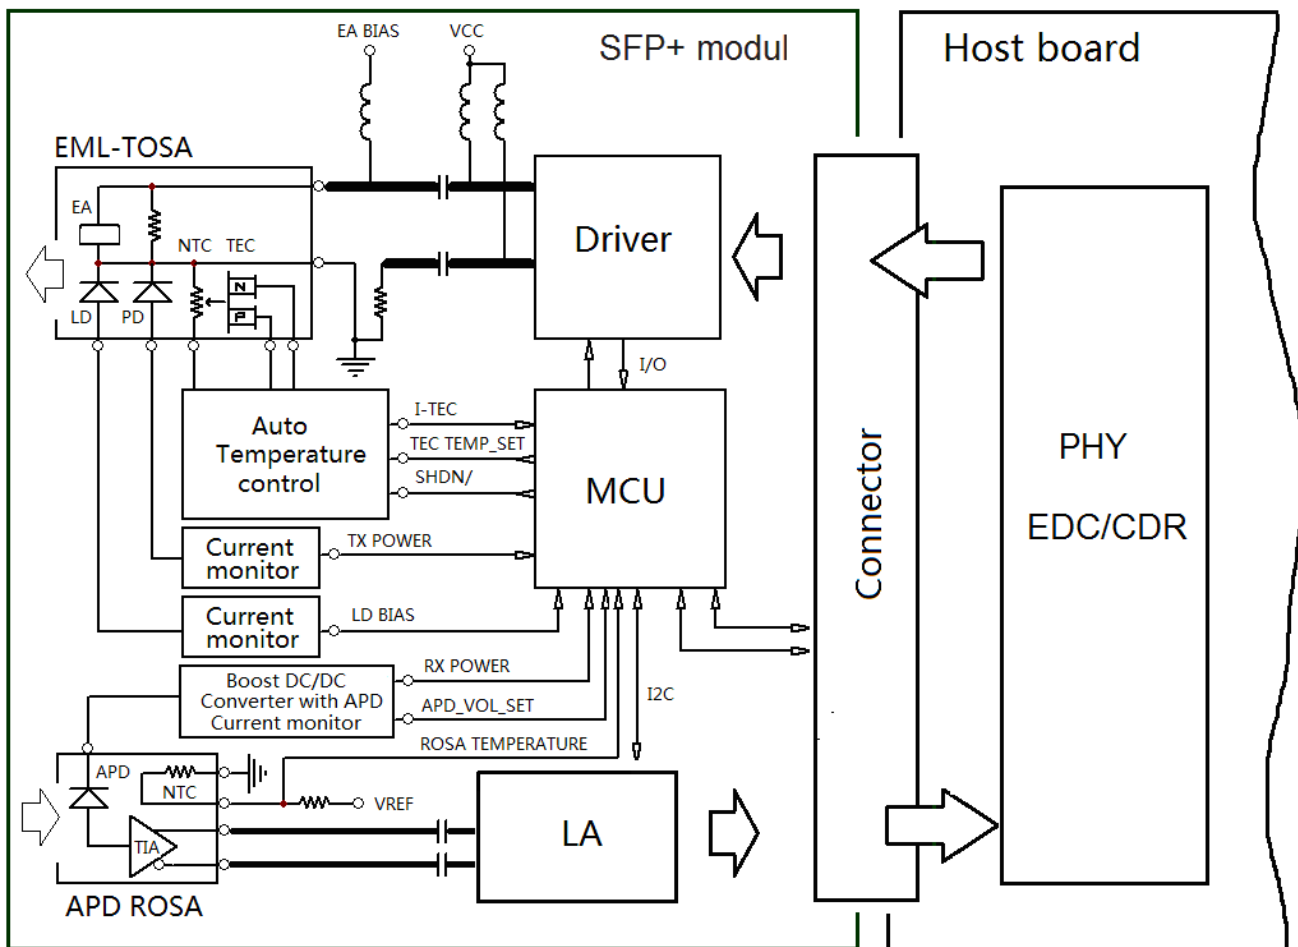 EA BIAS
VCC
SFP+ modul
Host board
EML-TOSA
EA
NTC
TEC
N
P
LD
PD
Driver
I/O
Auto
Temperature
control
I-TEC
TEC TEMP_SET
SHDN/
MCU
Connector
PHY
EDC/CDR
Current
monitor
TX POWER
Current
monitor
LD BIAS
Boost DC/DC
Converter with APD
Current monitor
RX POWER
APD_VOL_SET
I2C
ROSA TEMPERATURE
APD
NTC
VREF
TIA
LA
APD ROSA